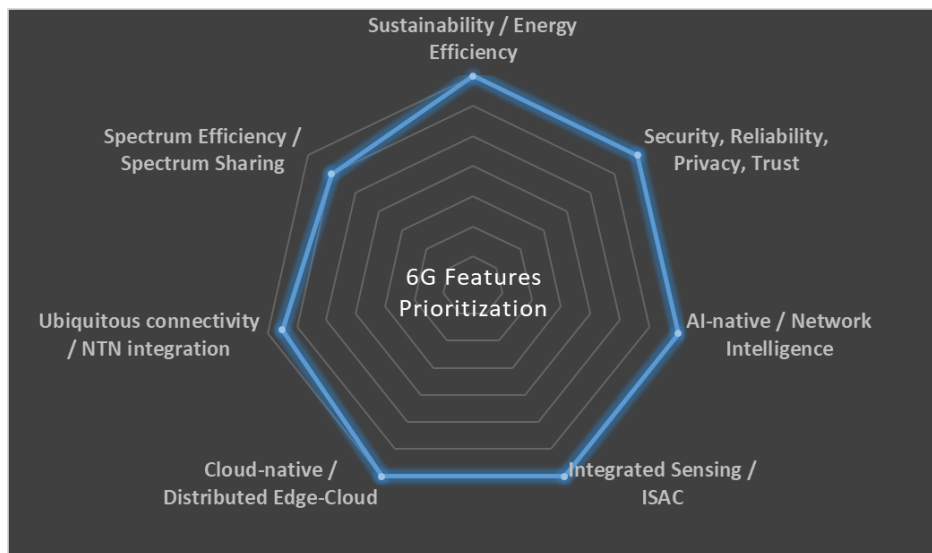 Sustainability / Energy
Efficiency
Security, Reliability,
Privacy, Trust
AI-native / Network
Intelligence
Integrated Sensing /
ISAC
Cloud-native /
Distributed Edge-Cloud
Ubiquitous connectivity
/ NTN integration
Spectrum Efficiency /
Spectrum Sharing
6G Features
Prioritization